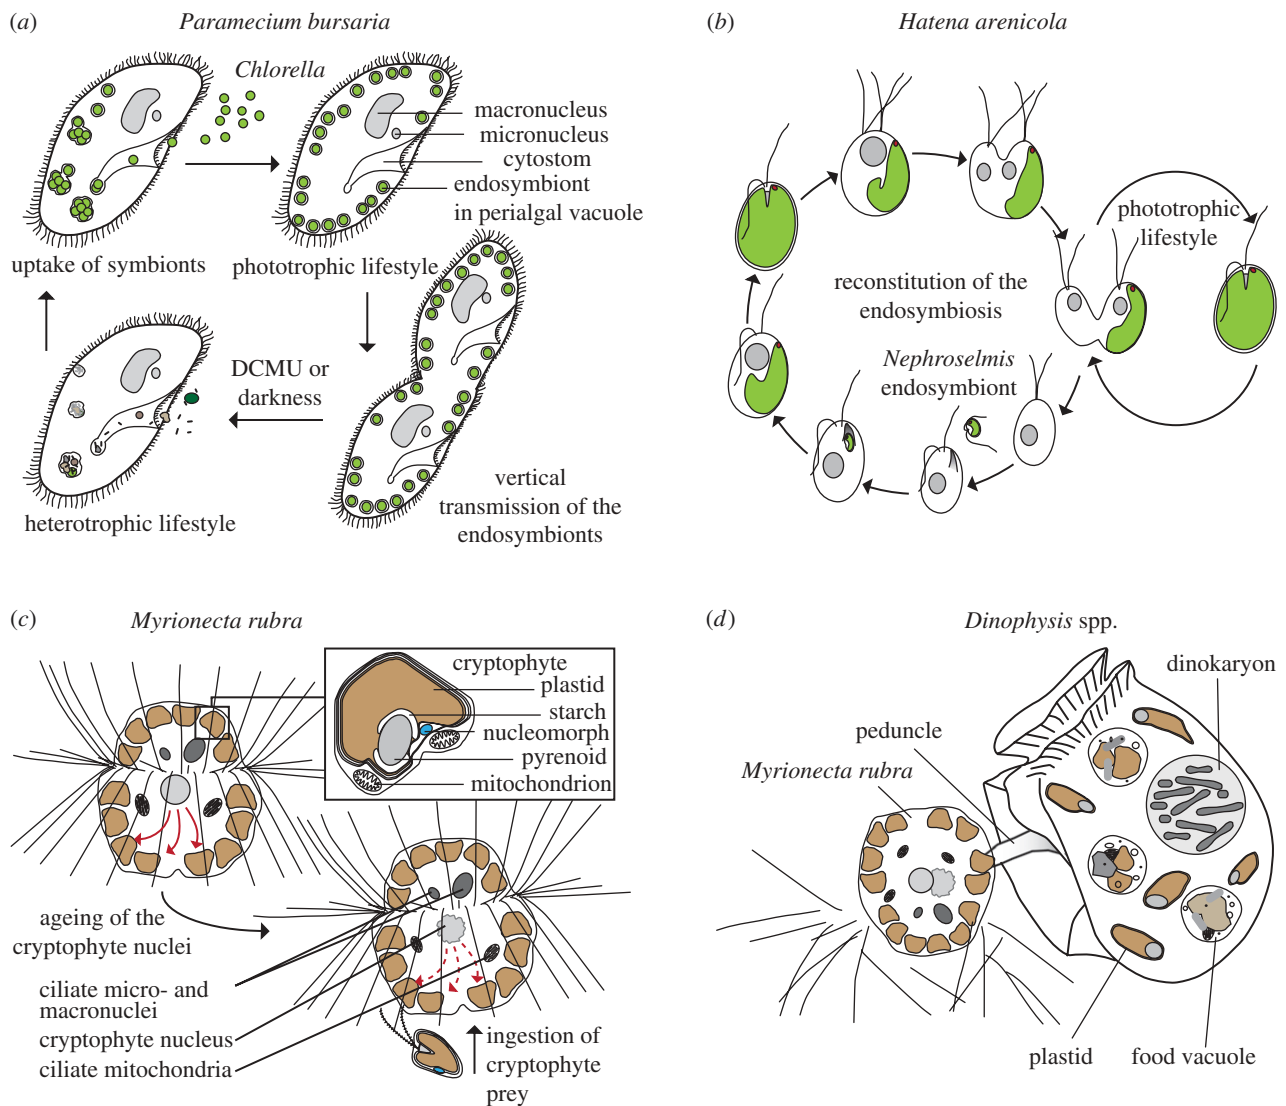 (a)
Paramecium bursaria
Chlorella
macronucleus
micronucleus
cytostom
endosymbiont
in perialgal vacuole
uptake of symbionts
phototrophic lifestyle
DCMU or
darkness
heterotrophic lifestyle
vertical
transmission of the
endosymbionts
(b)
Hatena arenicola
phototrophic
lifestyle
reconstitution of the
endosymbiosis
Nephroselmis
endosymbiont
(c)
Myrionecta rubra
cryptophyte
plastid
starch
nucleomorph
pyrenoid
mitochondrion
ageing of the
cryptophyte nuclei
ciliate micro- and
macronuclei
cryptophyte nucleus
ciliate mitochondria
ingestion of
cryptophyte
prey
(d)
Dinophysis spp.
dinokaryon
peduncle
Myrionecta rubra
plastid
food vacuole